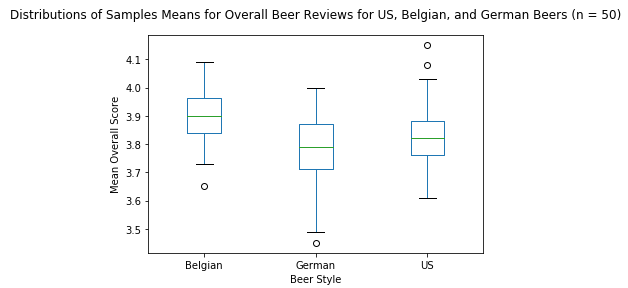 Distributions of Samples Means for Overall Beer Reviews for US, Belgian, and German Beers (n = 50)
4.1
4.0
3.9
3.8
3.7
3.6
3.5
Mean Overall Score
Belgian
German
US
Beer Style